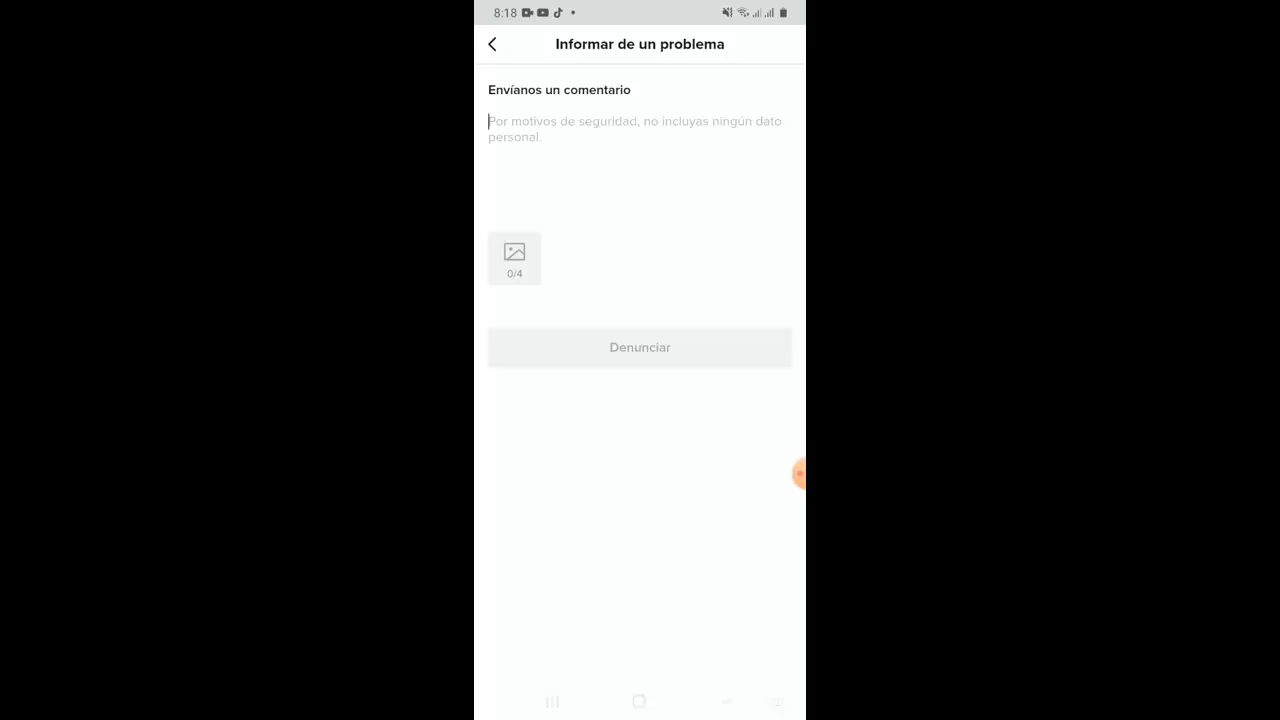 8:18
Informar de un problema
Envíanos un comentario
Por motivos de seguridad, no incluyas ningún dato
personal.
0/4
Denunciar